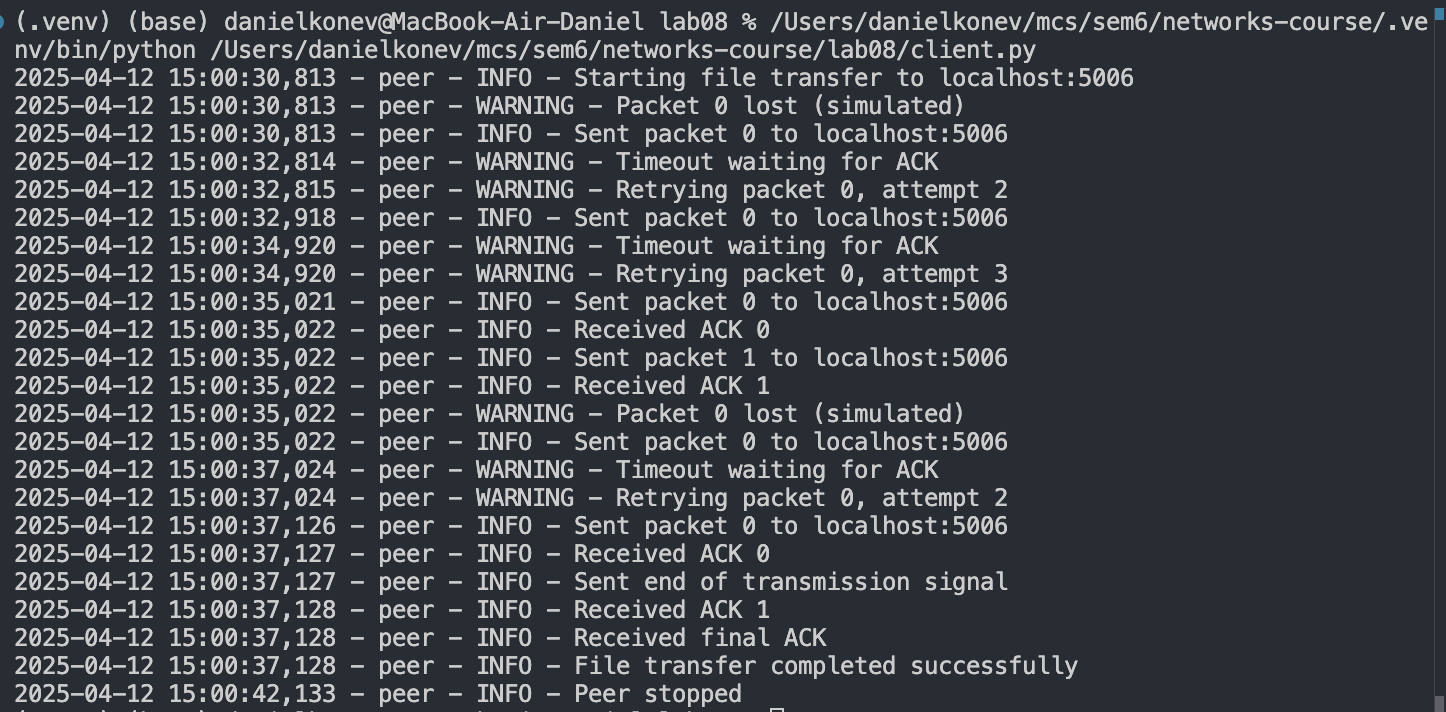 (.venv) (base) danielkonev@MacBook-Air-Daniel lab08 % /Users/danielkonev/mcs/sem6/networks-course/.ve
nv/bin/python /Users/danielkonev/mcs/sem6/networks-course/lab08/client.py
2025-04-12 15:00:30,813 - peer - INFO - Starting file transfer to localhost:5006
2025-04-12 15:00:30,813 - peer - WARNING - Packet 0 lost (simulated)
2025-04-12 15:00:30,813 - peer - INFO - Sent packet 0 to localhost:5006
2025-04-12 15:00:32,814 - peer - WARNING - Timeout waiting for ACK
2025-04-12 15:00:32,815 - peer - WARNING - Retrying packet 0, attempt 2
2025-04-12 15:00:32,918 - peer - INFO - Sent packet 0 to localhost:5006
2025-04-12 15:00:34,920 - peer - WARNING - Timeout waiting for ACK
2025-04-12 15:00:34,920 - peer - WARNING - Retrying packet 0, attempt 3
2025-04-12 15:00:35,021 - peer - INFO - Sent packet 0 to localhost:5006
2025-04-12 15:00:35,022 - peer - INFO - Received ACK 0
2025-04-12 15:00:35,022 - peer - INFO - Sent packet 1 to localhost:5006
2025-04-12 15:00:35,022 - peer - INFO - Received ACK 1
2025-04-12 15:00:35,022 - peer - WARNING - Packet 0 lost (simulated)
2025-04-12 15:00:35,022 - peer - INFO - Sent packet 0 to localhost:5006
2025-04-12 15:00:37,024 - peer - WARNING - Timeout waiting for ACK
2025-04-12 15:00:37,024 - peer - WARNING - Retrying packet 0, attempt 2
2025-04-12 15:00:37,126 - peer - INFO - Sent packet 0 to localhost:5006
2025-04-12 15:00:37,127 - peer - INFO - Received ACK 0
2025-04-12 15:00:37,127 - peer - INFO - Sent end of transmission signal
2025-04-12 15:00:37,128 - peer - INFO - Received ACK 1
2025-04-12 15:00:37,128 - peer - INFO - Received final ACK
2025-04-12 15:00:37,128 - peer - INFO - File transfer completed successfully
2025-04-12 15:00:42,133 - peer - INFO - Peer stopped